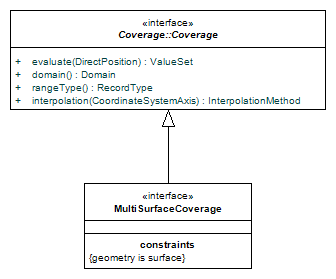 «interface»
Coverage::Coverage
+ evaluate(DirectPosition) : ValueSet
+ domain() : Domain
+ rangeType() : RecordType
+ interpolation(CoordinateSystemAxis) : InterpolationMethod
«interface»
MultiSurfaceCoverage
constraints
{geometry is surface}